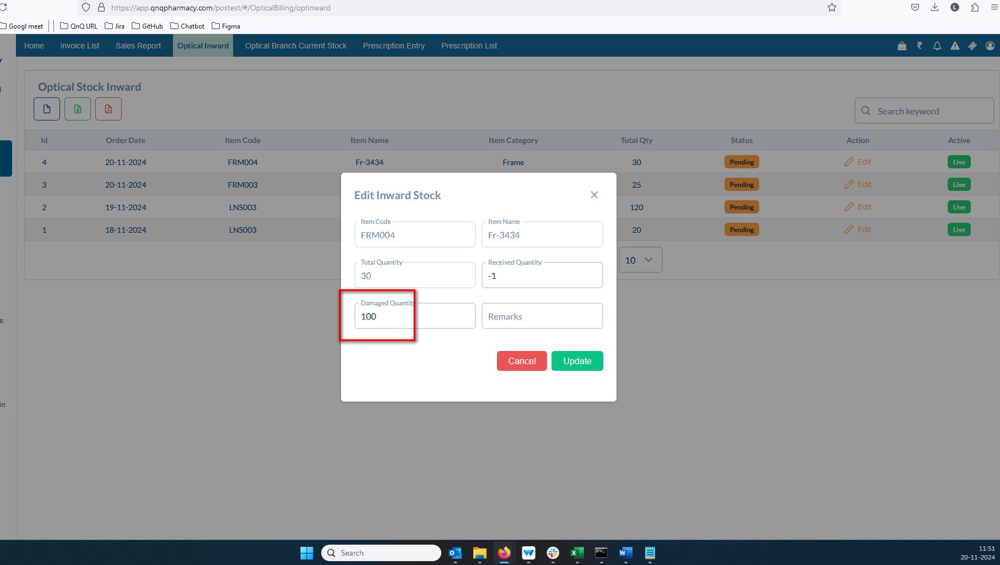 https://app.qnqpharmacy.com/postest/#/OpticalBilling/optinward
L
Googl meet
QnQ URL
Jira
GitHub
Chatbot
Figma
Home
Invoice List
Sales Report
Optical Inward
Optical Branch Current Stock
Prescription Entry
Prescription List
Optical Stock Inward
Search keyword
Id Order Date Item Code Item Name Item Category Total Qty Status Action Active
4 20-11-2024 FRM004 Fr-3434 Frame 30 Pending Edit Live
3 20-11-2024 FRM003 25 Pending Edit Live
2 19-11-2024 LNS003 120 Pending Edit Live
1 18-11-2024 LNS003 20 Pending Edit Live
10
Edit Inward Stock
Item Code
FRM004
Item Name
Fr-3434
Total Quantity
30
Received Quantity
-1
Damaged Quantity
100
Remarks
Cancel
Update
e
in
Search
11:51
20-11-2024